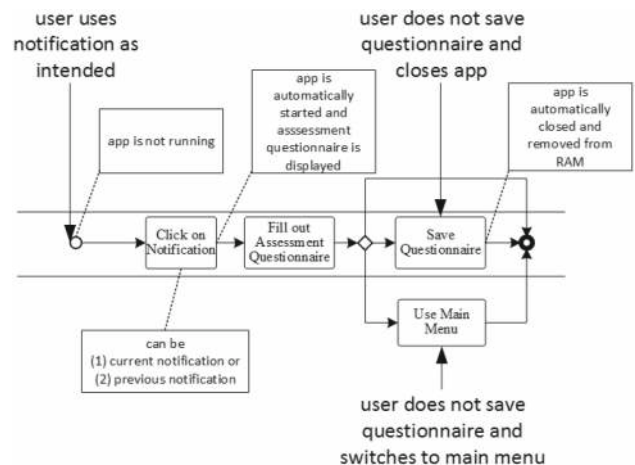 user uses
notification as
intended
user does not save
questionnaire and
closes app
app is not running
app is
automatically
started and
asssessment
questionnaire is
displayed
app is
automatically
closed and
removed from
RAM
Click on
Notification
Fill out
Assessment
Questionnaire
Save
Questionnaire
Use Main
Menu
can be
(1) current notification or
(2) previous notification
user does not save
questionnaire and
switches to main menu